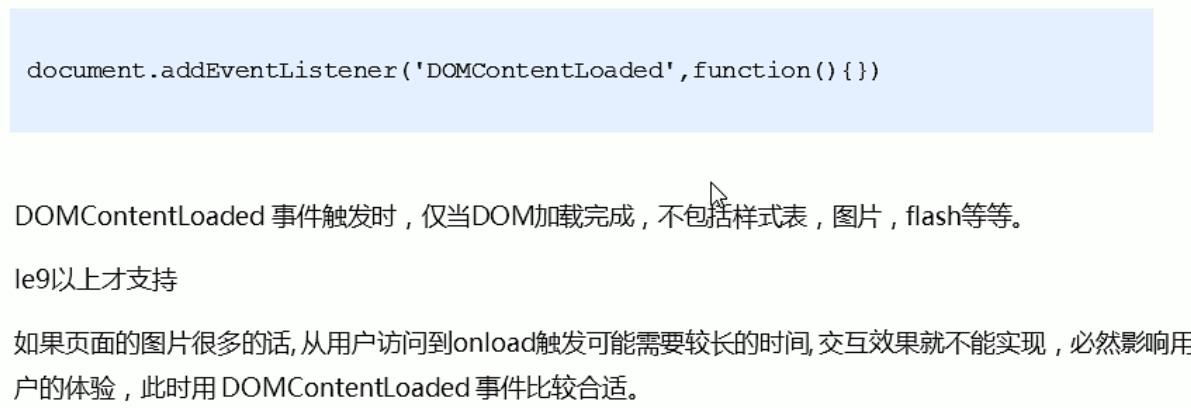 document.addEventListener('DOMContentLoaded',function(){})
DOMContentLoaded 事件触发时，仅当DOM加载完成，不包括样式表，图片，flash等等。
Ie9以上才支持
如果页面的图片很多的话, 从用户访问到onload触发可能需要较长的时间, 交互效果就不能实现，必然影响用
户的体验，此时用 DOMContentLoaded 事件比较合适。